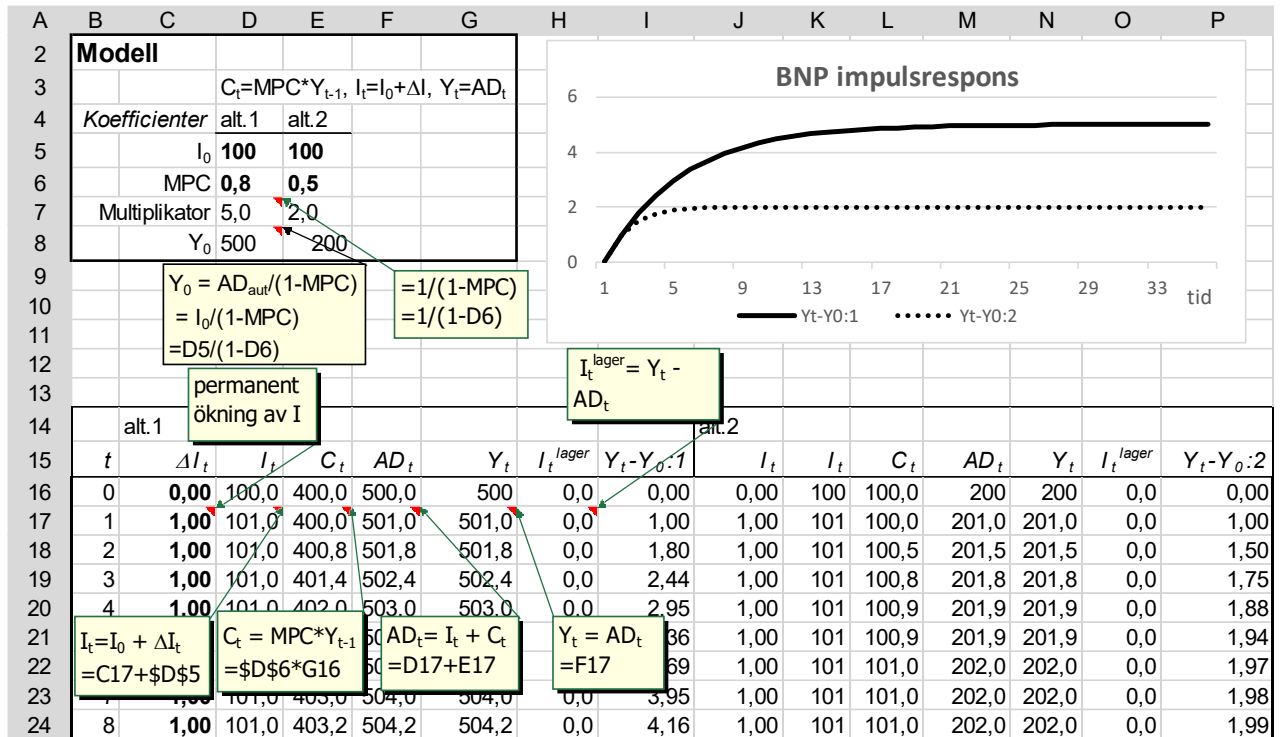 A B C D E F G H I J K L M N O P
2 Modell
3 Cₜ=MPC*Yₜ₋₁, Iₜ=I₀+ΔI, Yₜ=ADₜ
4 Koefficienter alt.1 alt.2
5 I₀ 100 100
6 MPC 0,8 0,5
7 Multiplikator 5,0 2,0
8 Y₀ 500 200
BNP impulsrespons
6
4
2
0
1 5 9 13 17 21 25 29 33 tid
Yt-Y0:1 Yt-Y0:2
9
10
11
12
13
Y₀ = AD_aut/(1-MPC)
= I₀/(1-MPC)
=D5/(1-D6)
=1/(1-MPC)
=1/(1-D6)
permanent
ökning av I
Iₜ^lager = Yₜ -
ADₜ
14 alt.1 alt.2
15 t ΔIₜ Iₜ Cₜ ADₜ Yₜ Iₜ^lager Yₜ-Y₀:1 Iₜ Iₜ Cₜ ADₜ Yₜ Iₜ^lager Yₜ-Y₀:2
16 0 0,00 100,0 400,0 500,0 500 0,0 0,00 0,00 100 100,0 200 200 0,0 0,00
17 1 1,00 101,0 400,0 501,0 501,0 0,0 1,00 1,00 101 100,0 201,0 201,0 0,0 1,00
18 2 1,00 101,0 400,8 501,8 501,8 0,0 1,80 1,00 101 100,5 201,5 201,5 0,0 1,50
19 3 1,00 101,0 401,4 502,4 502,4 0,0 2,44 1,00 101 100,8 201,8 201,8 0,0 1,75
20 4 1,00 101,0 402,0 503,0 503,0 0,0 2,95 1,00 101 100,9 201,9 201,9 0,0 1,88
21 36 1,00 101 100,9 201,9 201,9 0,0 1,94
22 69 1,00 101 101,0 202,0 202,0 0,0 1,97
23 1,00 101,0 403,0 504,0 504,0 0,0 3,95 1,00 101 101,0 202,0 202,0 0,0 1,98
24 8 1,00 101,0 403,2 504,2 504,2 0,0 4,16 1,00 101 101,0 202,0 202,0 0,0 1,99
Iₜ=I₀ + ΔIₜ
=C17+$D$5
Cₜ = MPC*Yₜ₋₁
=$D$6*G16
ADₜ= Iₜ + Cₜ
=D17+E17
Yₜ = ADₜ
=F17